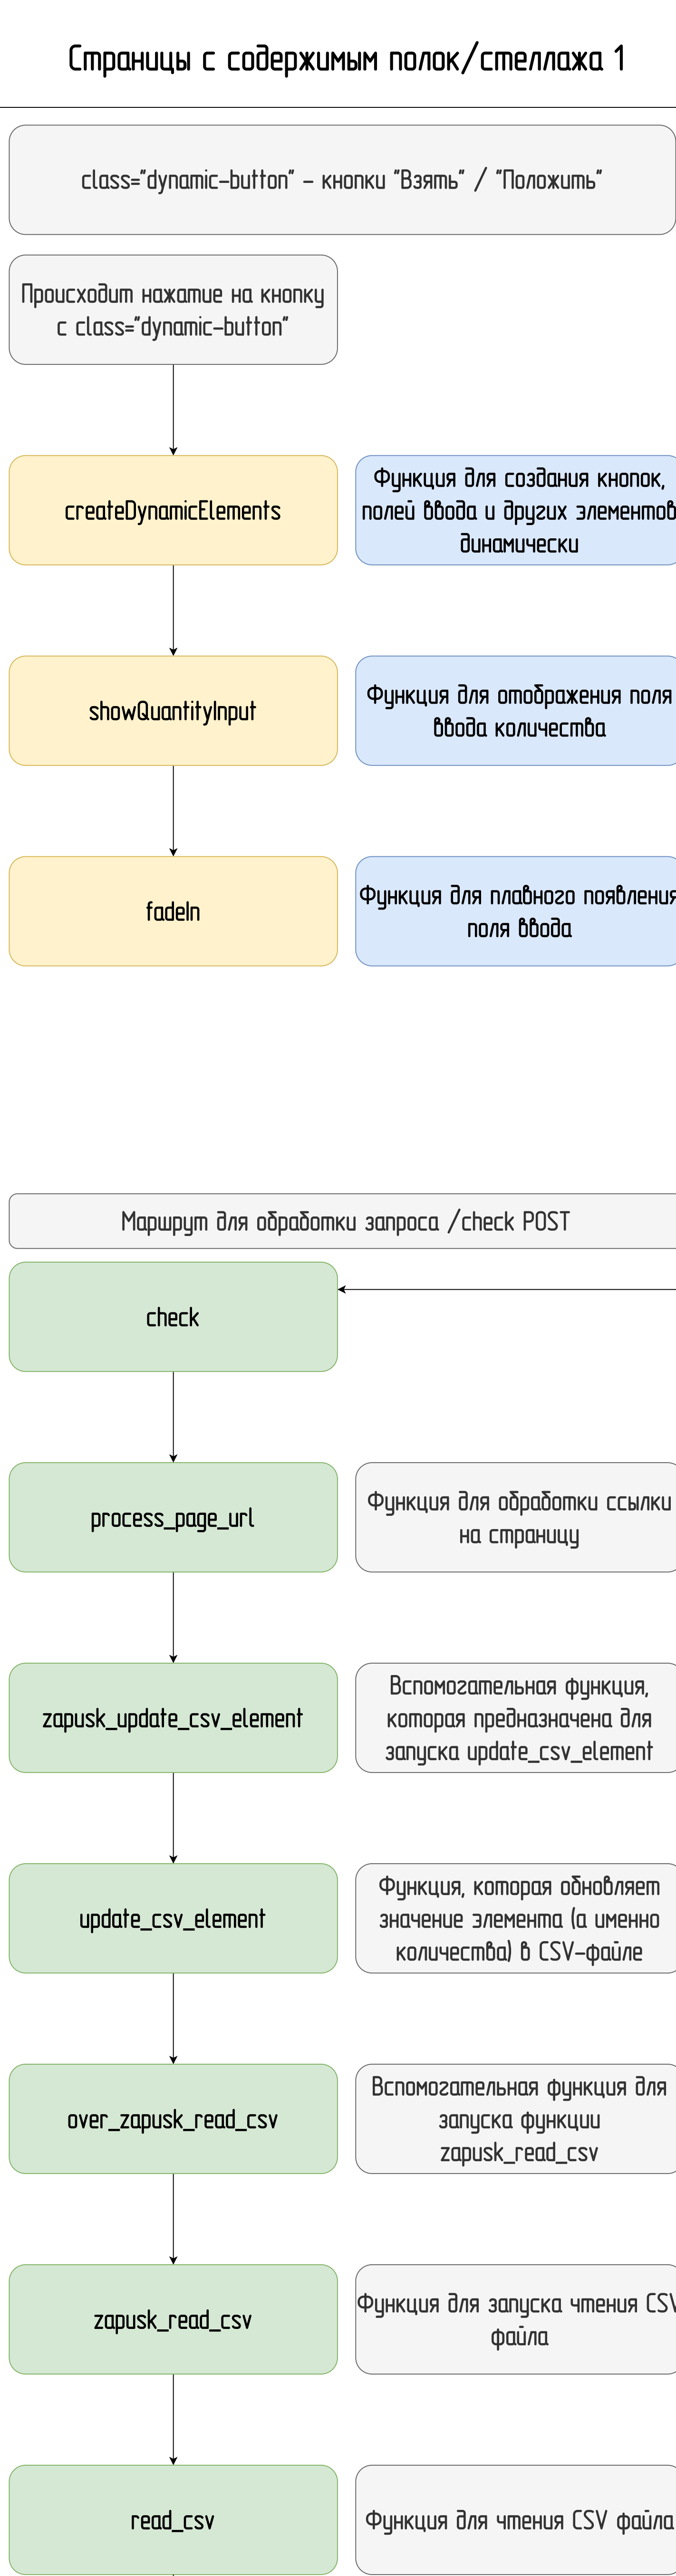 Страницы с содержимым полок/стеллажа 1
class="dynamic-button" - кнопки "Взять" / "Положить"
Происходит нажатие на кнопку
с class="dynamic-button"
createDynamicElements
Функция для создания кнопок,
полей ввода и других элементов
динамически
showQuantityInput
Функция для отображения поля
ввода количества
fadeIn
Функция для плавного появления
поля ввода
Маршрут для обработки запроса /check POST
check
process_page_url
Функция для обработки ссылки
на страницу
zapusk_update_csv_element
Вспомогательная функция,
которая предназначена для
запуска update_csv_element
update_csv_element
Функция, которая обновляет
значение элемента (а именно
количества) в CSV-файле
over_zapusk_read_csv
Вспомогательная функция для
запуска функции
zapusk_read_csv
zapusk_read_csv
Функция для запуска чтения CSV
файла
read_csv
Функция для чтения CSV файла